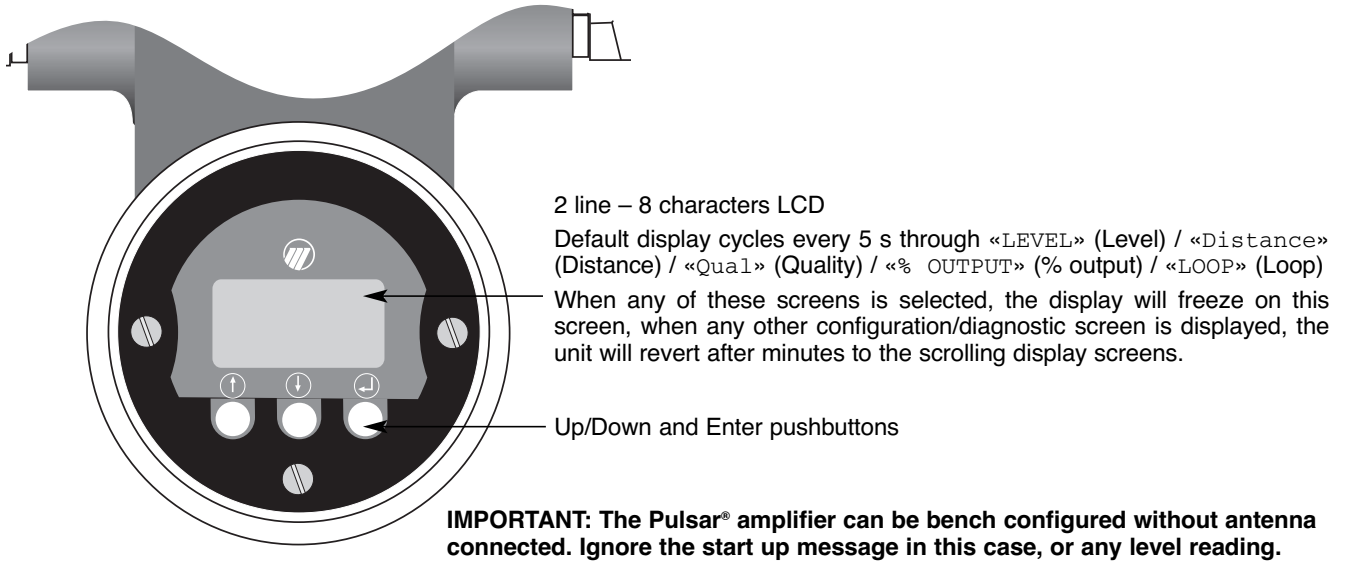 2 line – 8 characters LCD
Default display cycles every 5 s through «LEVEL» (Level) / «Distance»
(Distance) / «Qual» (Quality) / «% OUTPUT» (% output) / «LOOP» (Loop)
When any of these screens is selected, the display will freeze on this
screen, when any other configuration/diagnostic screen is displayed, the
unit will revert after minutes to the scrolling display screens.
Up/Down and Enter pushbuttons
IMPORTANT: The Pulsar® amplifier can be bench configured without antenna
connected. Ignore the start up message in this case, or any level reading.